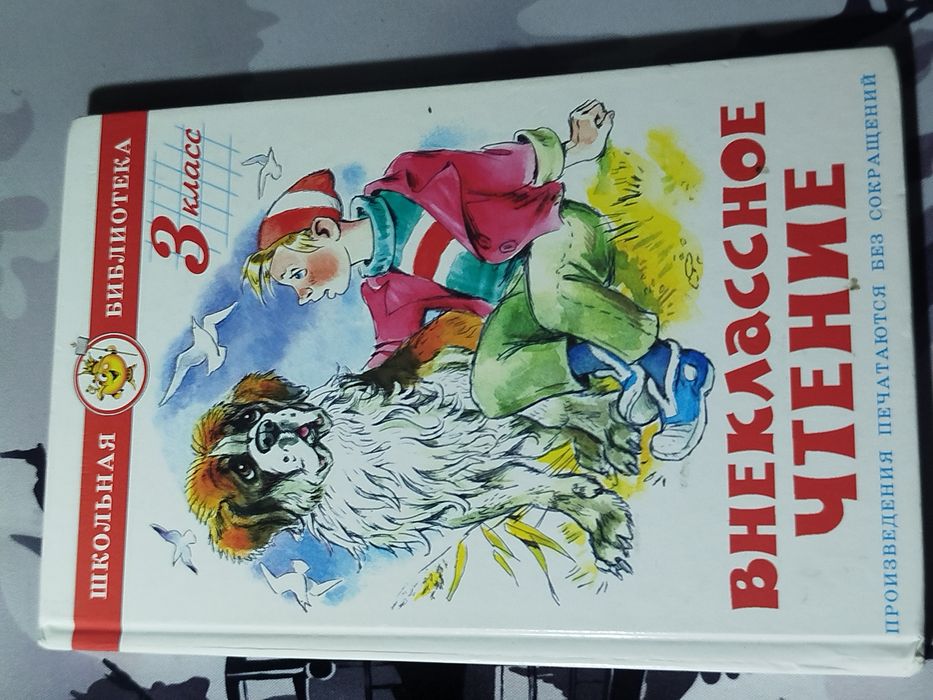 ШКОЛЬНАЯ БИБЛИОТЕКА
3 класс
ВНЕКЛАССНОЕ
ЧТЕНИЕ
ПРОИЗВЕДЕНИЯ ПЕЧАТАЮТСЯ БЕЗ СОКРАЩЕНИЙ